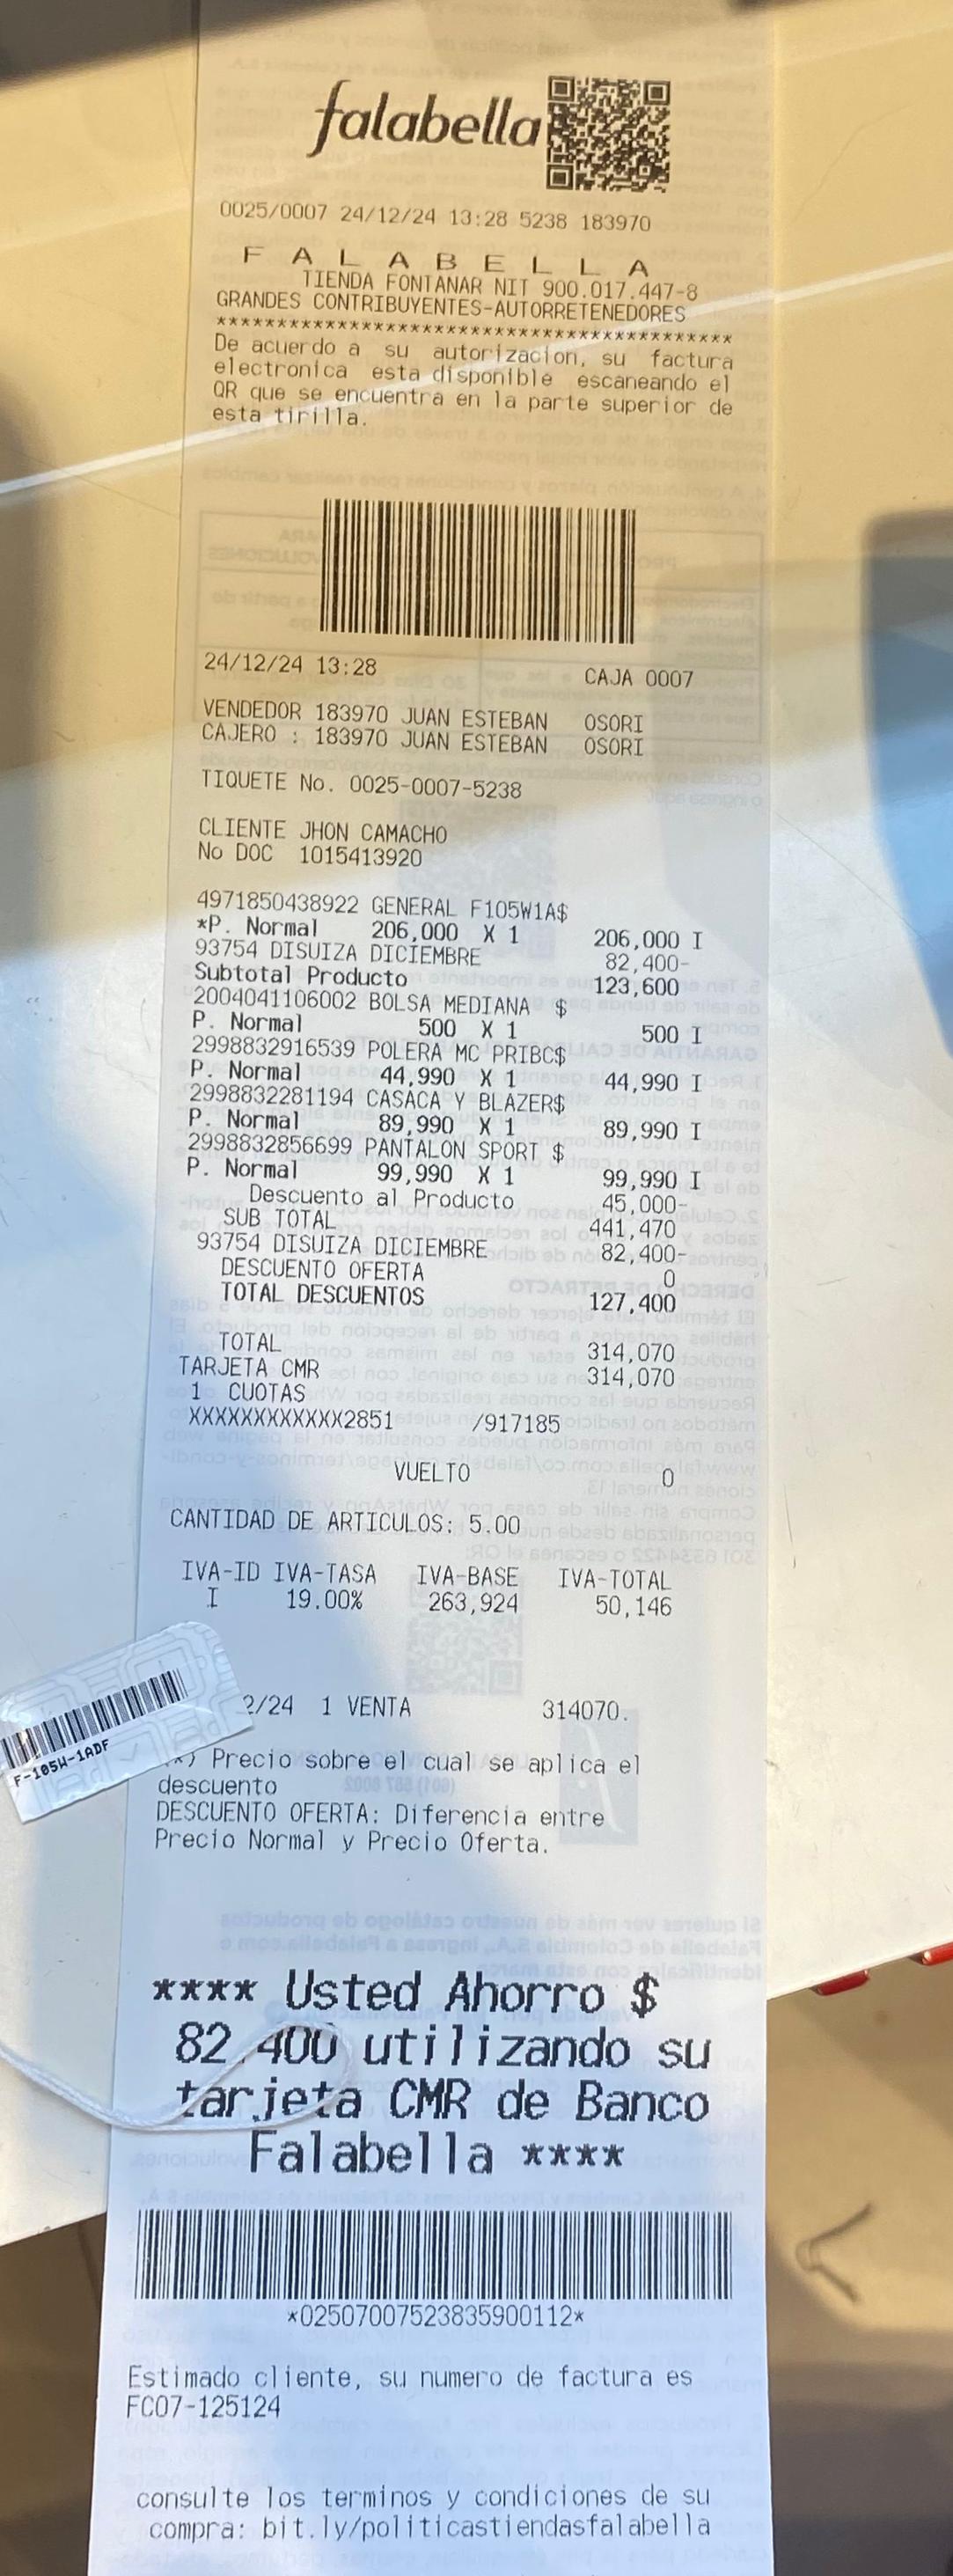 falabella
0025/0007 24/12/24 13:28 5238 183970
F A L A B E L L A
TIENDA FONTANAR NIT 900.017.447-8
GRANDES CONTRIBUYENTES-AUTORRETENEDORES
******************************************
De acuerdo a su autorizacion, su factura
electronica esta disponible escaneando el
QR que se encuentra en la parte superior de
esta tirilla.
24/12/24 13:28 CAJA 0007
VENDEDOR 183970 JUAN ESTEBAN OSORI
CAJERO : 183970 JUAN ESTEBAN OSORI
TIQUETE No. 0025-0007-5238
CLIENTE JHON CAMACHO
No DOC 1015413920
4971850438922 GENERAL F105W1A$
*P. Normal 206,000 X 1 206,000 I
93754 DISUIZA DICIEMBRE 82,400-
Subtotal Producto 123,600
2004041106002 BOLSA MEDIANA $
P. Normal 500 X 1 500 I
2998832916539 POLERA MC PRIBC$
P. Normal 44,990 X 1 44,990 I
2998832281194 CASACA Y BLAZER$
P. Normal 89,990 X 1 89,990 I
2998832856699 PANTALON SPORT $
P. Normal 99,990 X 1 99,990 I
Descuento al Producto 45,000-
SUB TOTAL 441,470
93754 DISUIZA DICIEMBRE 82,400-
DESCUENTO OFERTA 0
TOTAL DESCUENTOS 127,400
TOTAL 314,070
TARJETA CMR 314,070
1 CUOTAS
XXXXXXXXXXXX2851 /917185
VUELTO 0
CANTIDAD DE ARTICULOS: 5.00
IVA-ID IVA-TASA IVA-BASE IVA-TOTAL
I 19.00% 263,924 50,146
2/24 1 VENTA 314070.
F-105W-1ADF
*) Precio sobre el cual se aplica el
descuento
DESCUENTO OFERTA: Diferencia entre
Precio Normal y Precio Oferta.
**** Usted Ahorro $
82.400 utilizando su
tarjeta CMR de Banco
Falabella ****
*02507007523835900112*
Estimado cliente, su numero de factura es
FC07-125124
consulte los terminos y condiciones de su
compra: bit.ly/politicastiendasfalabella